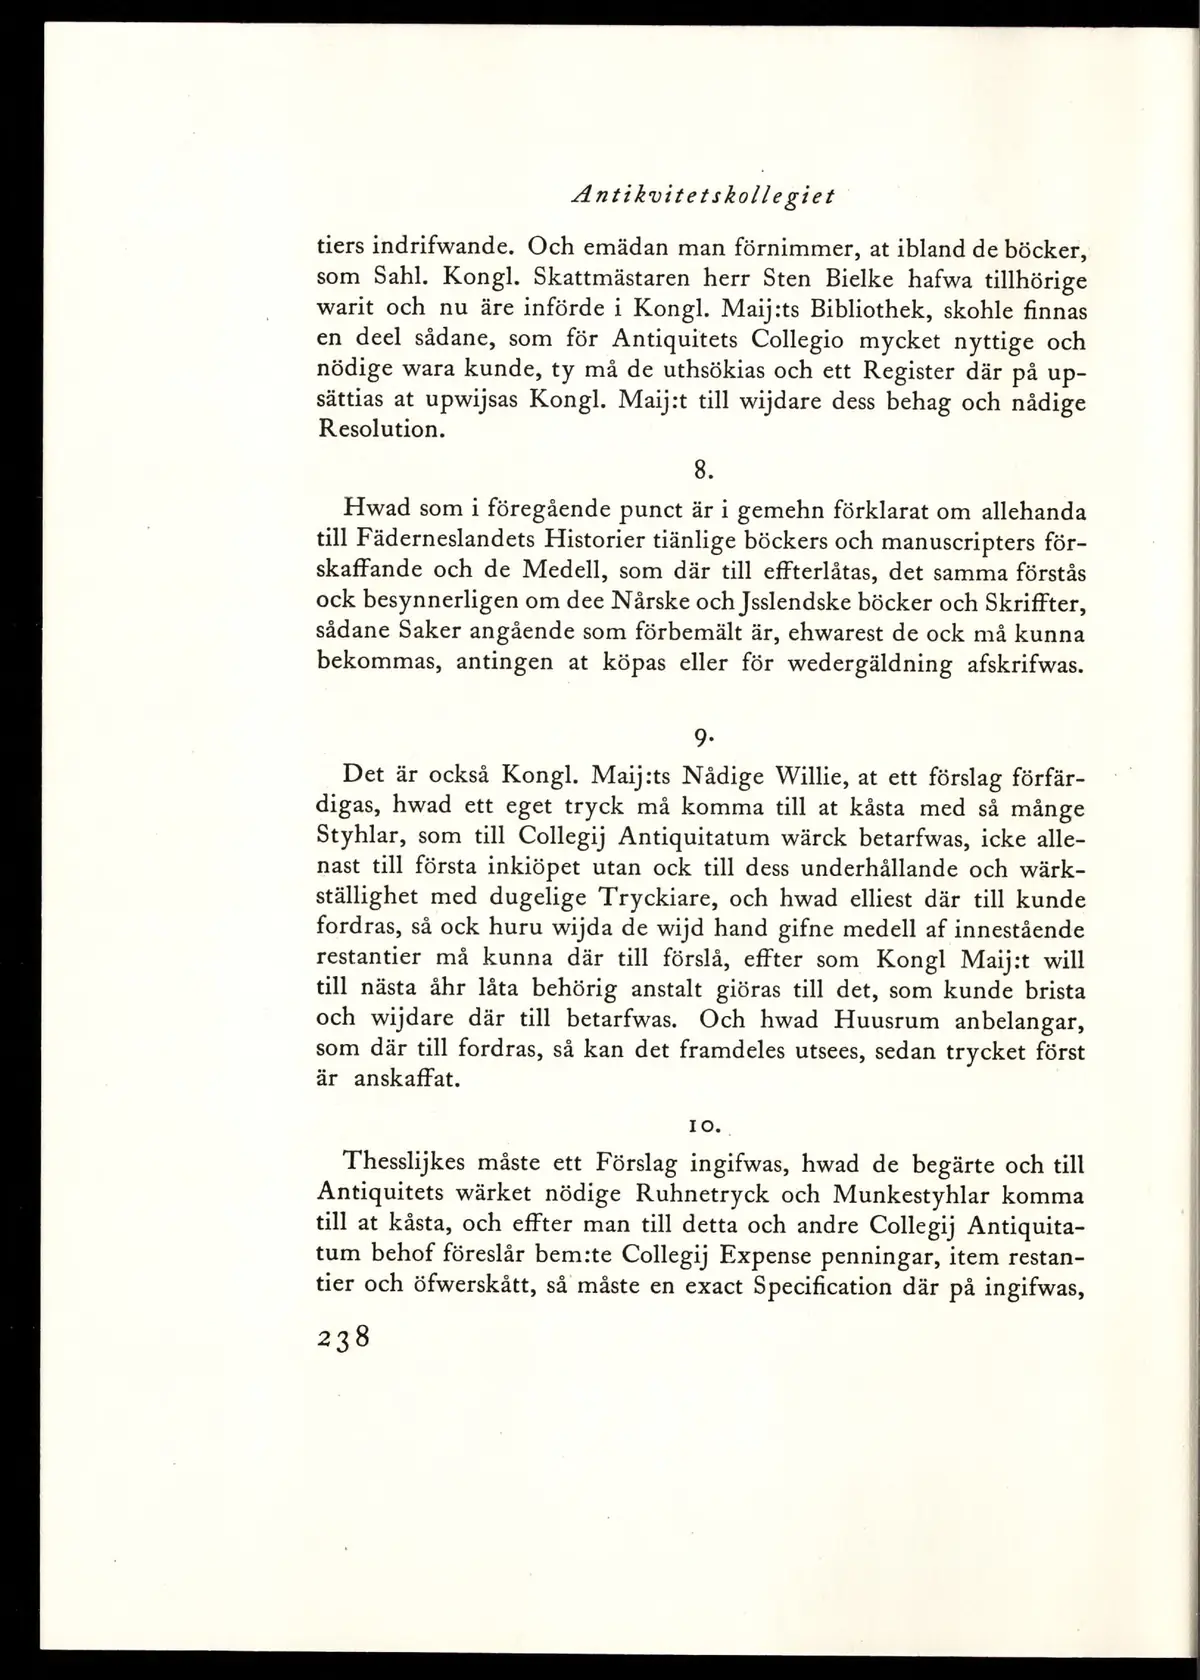 Antikvitetskollegiet
tiers indrifwande. Och emädan man förnimmer, at ibland de böcker,
som Sahl. Kongl. Skattmästaren herr Sten Bielke hafwa tillhörige
warit och nu äre införde i Kongl. Maij:ts Bibliothek, skohle finnas
en deel sådane, som för Antiquitets Collegio mycket nyttige och
nödige wara kunde, ty må de uthsökias och ett Register där på up-
sättias at upwijsas Kongl. Maij:t till wijdare dess behag och nådige
Resolution.
8.
Hwad som i föregående punct är i gemehn förklarat om allehanda
till Fäderneslandets Historier tiänlige böckers och manuscripters för-
skaffande och de Medell, som där till effterlåtas, det samma förstås
ock besynnerligen om dee Nårske och Jsslendske böcker och Skriffter,
sådane Saker angående som förbemält är, ehwarest de ock må kunna
bekommas, antingen at köpas eller för wedergäldning afskrifwas.
9.
Det är också Kongl. Maij:ts Nådige Willie, at ett förslag förfär-
digas, hwad ett eget tryck må komma till at kåsta med så månge
Styhlar, som till Collegij Antiquitatum wärck betarfwas, icke alle-
nast till första inkiöpet utan ock till dess underhållande och wärk-
ställighet med dugelige Tryckiare, och hwad elliest där till kunde
fordras, så ock huru wijda de wijd hand gifne medell af innestående
restantier må kunna där till förslå, effter som Kongl Maij:t will
till nästa åhr låta behörig anstalt giöras till det, som kunde brista
och wijdare där till betarfwas. Och hwad Huusrum anbelangar,
som där till fordras, så kan det framdeles utsees, sedan trycket först
är anskaffat.
10.
Thesslijkes måste ett Förslag ingifwas, hwad de begärte och till
Antiquitets wärket nödige Ruhnetryck och Munkestyhlar komma
till at kåsta, och effter man till detta och andre Collegij Antiquita-
tum behof föreslår bem:te Collegij Expense penningar, item restan-
tier och öfwerskått, så måste en exact Specification där på ingifwas,
238